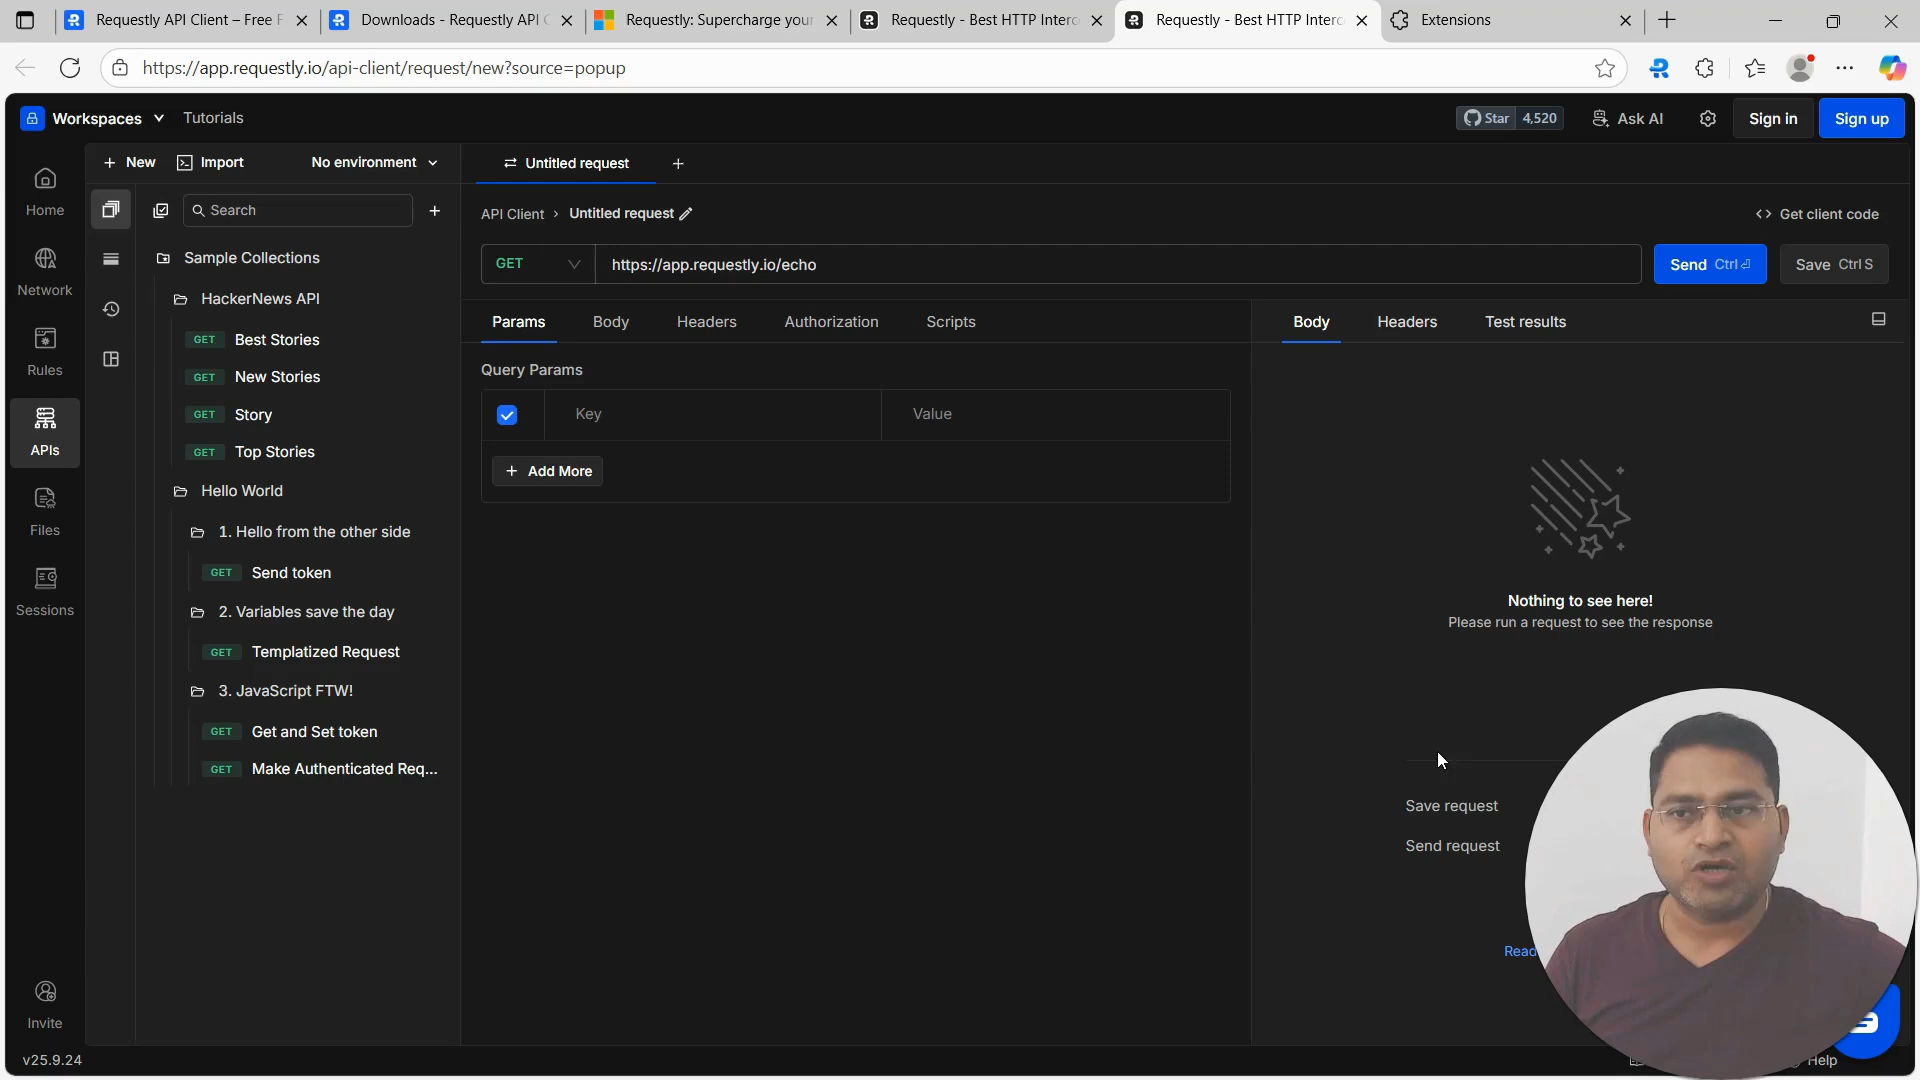 Requestly API Client – Free F
Downloads - Requestly API C
Requestly: Supercharge your
Requestly - Best HTTP Interc
Requestly - Best HTTP Interc
Extensions
https://app.requestly.io/api-client/request/new?source=popup
Workspaces
Tutorials
Star 4,520
Ask AI
Sign in
Sign up
Home
Network
Rules
APIs
Files
Sessions
Invite
v25.9.24
New
Import
No environment
Search
Sample Collections
HackerNews API
GET Best Stories
GET New Stories
GET Story
GET Top Stories
Hello World
1. Hello from the other side
GET Send token
2. Variables save the day
GET Templatized Request
3. JavaScript FTW!
GET Get and Set token
GET Make Authenticated Req...
Untitled request
API Client › Untitled request
Get client code
GET
https://app.requestly.io/echo
Send Ctrl⏎
Save Ctrl S
Params
Body
Headers
Authorization
Scripts
Query Params
Key
Value
+ Add More
Body
Headers
Test results
Nothing to see here!
Please run a request to see the response
Save request
Send request
Read
Help